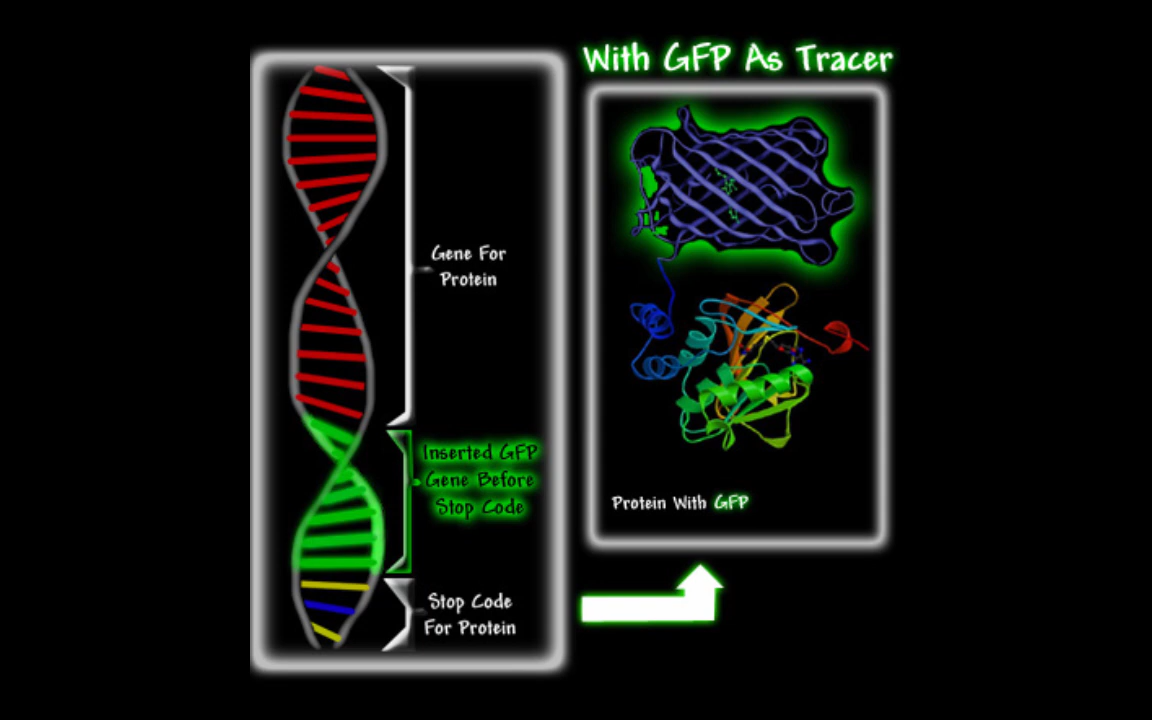 With GFP As Tracer
Gene For
Protein
Inserted GFP
Gene Before
Stop Code
Stop Code
For Protein
Protein With GFP